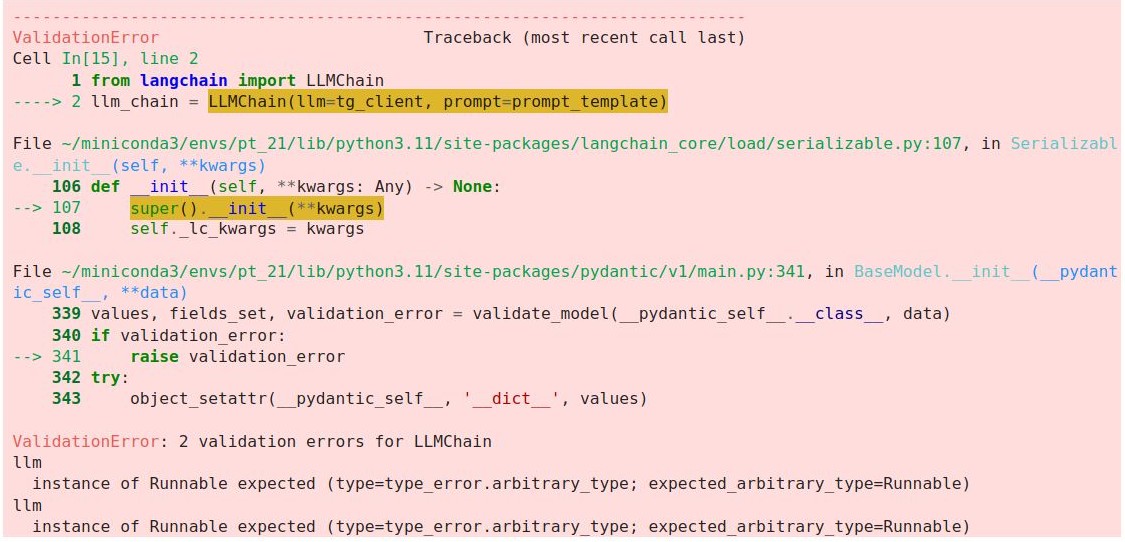 ---------------------------------------------------------------------------
ValidationError                           Traceback (most recent call last)
Cell In[15], line 2
      1 from langchain import LLMChain
----> 2 llm_chain = LLMChain(llm=tg_client, prompt=prompt_template)
File ~/miniconda3/envs/pt_21/lib/python3.11/site-packages/langchain_core/load/serializable.py:107, in Serializabl
e.__init__(self, **kwargs)
    106 def __init__(self, **kwargs: Any) -> None:
--> 107     super().__init__(**kwargs)
    108     self._lc_kwargs = kwargs
File ~/miniconda3/envs/pt_21/lib/python3.11/site-packages/pydantic/v1/main.py:341, in BaseModel.__init__(__pydant
ic_self__, **data)
    339 values, fields_set, validation_error = validate_model(__pydantic_self__.__class__, data)
    340 if validation_error:
--> 341     raise validation_error
    342 try:
    343     object_setattr(__pydantic_self__, '__dict__', values)
ValidationError: 2 validation errors for LLMChain
llm
  instance of Runnable expected (type=type_error.arbitrary_type; expected_arbitrary_type=Runnable)
llm
  instance of Runnable expected (type=type_error.arbitrary_type; expected_arbitrary_type=Runnable)